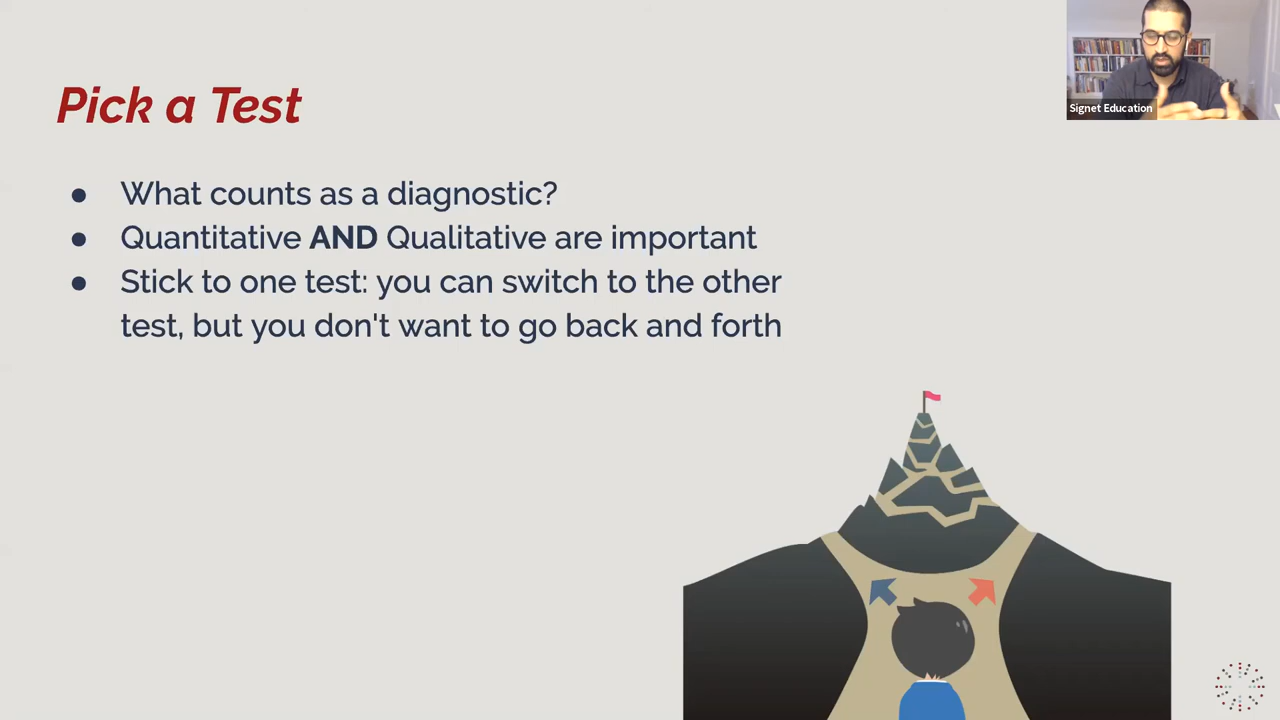 Signet Education
Pick a Test
● What counts as a diagnostic?
● Quantitative AND Qualitative are important
● Stick to one test: you can switch to the other
test, but you don't want to go back and forth